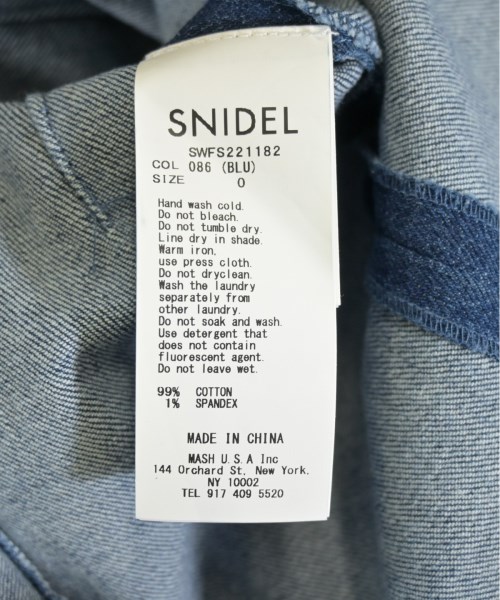 SNIDEL
SWFS221182
COL 086 (BLU)
SIZE 0
Hand wash cold.
Do not bleach.
Do not tumble dry.
Line dry in shade.
Warm iron,
use press cloth.
Do not dryclean.
Wash the laundry
separately from
other laundry.
Do not soak and wash.
Use detergent that
does not contain
fluorescent agent.
Do not leave wet.
99% COTTON
1% SPANDEX
MADE IN CHINA
MASH U.S.A Inc
144 Orchard St, New York,
NY 10002
TEL 917 409 5520